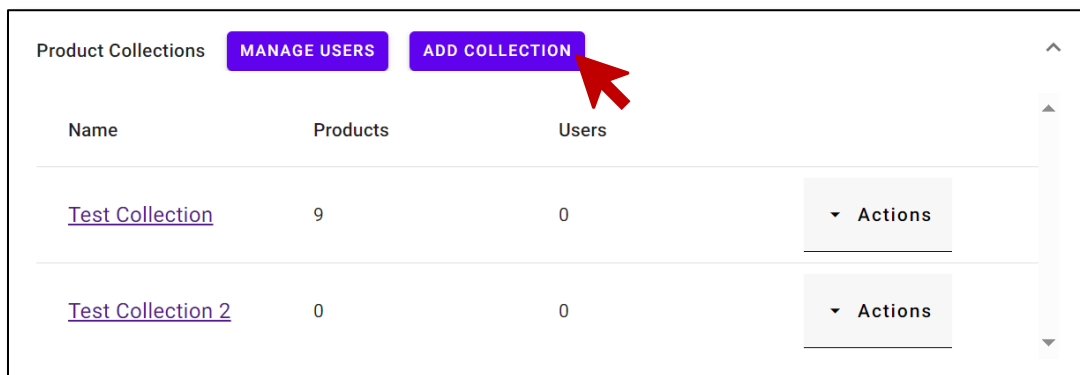 Product Collections MANAGE USERS ADD COLLECTION
Name Products Users
Test Collection 9 0 Actions
Test Collection 2 0 0 Actions